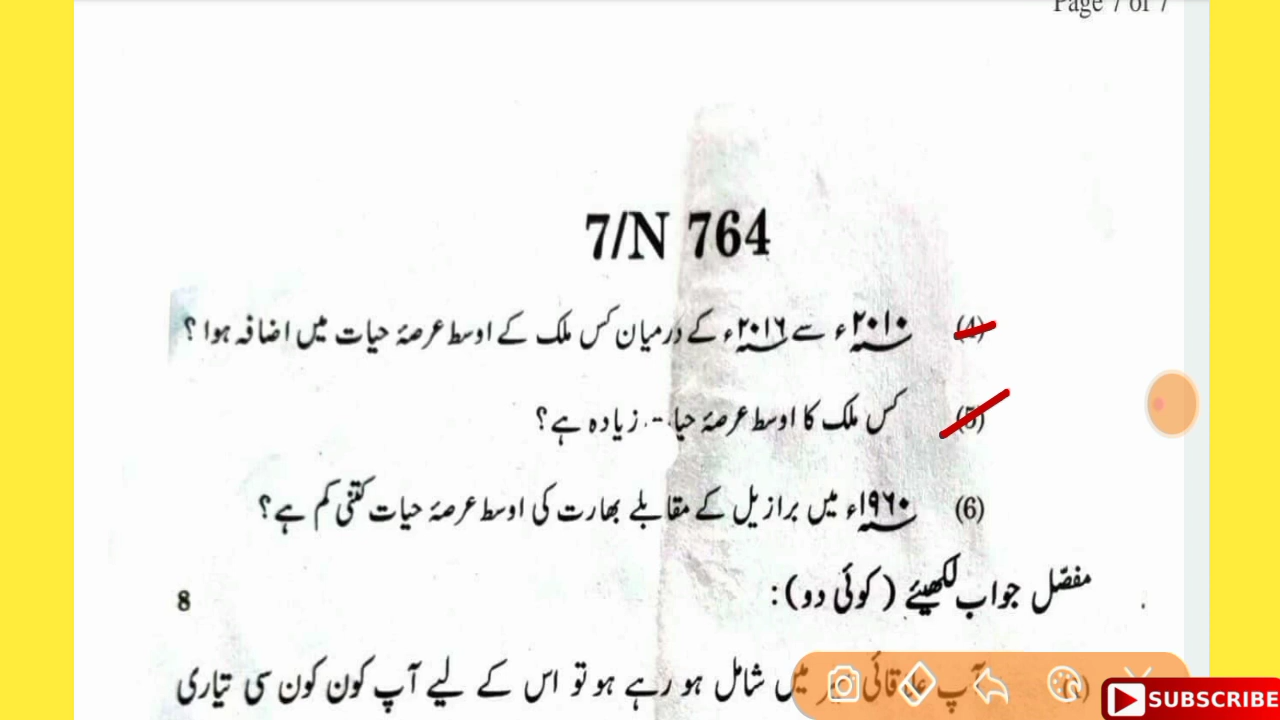 Page 7 of 7
7/N 764
(4) ۲۰۱۰ء سے ۲۰۱۶ء کے درمیان کس ملک کے اوسط عرصۂ حیات میں اضافہ ہوا ؟
(5) کس ملک کا اوسط عرصۂ زیادہ ہے؟
(6) ۱۹۶۰ء میں برازیل کے مقابلے بھارت کی اوسط عرصۂ حیات کتنی کم ہے؟
مفصّل جواب لکھیئے (کوئی دو): 8
آپ میں شامل ہو رہے ہو تو اس کے لیے آپ کون کون سی تیاری
SUBSCRIBE